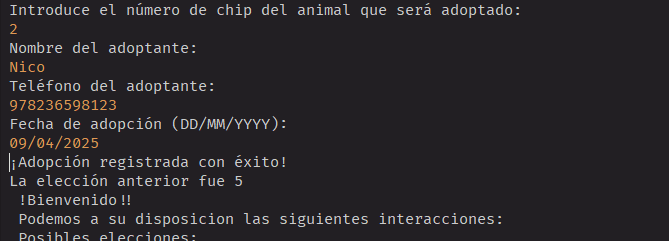 Introduce el número de chip del animal que será adoptado:
2
Nombre del adoptante:
Nico
Teléfono del adoptante:
978236598123
Fecha de adopción (DD/MM/YYYY):
09/04/2025
¡Adopción registrada con éxito!
La elección anterior fue 5
!Bienvenido!!
Podemos a su disposicion las siguientes interacciones:
Posibles elecciones: